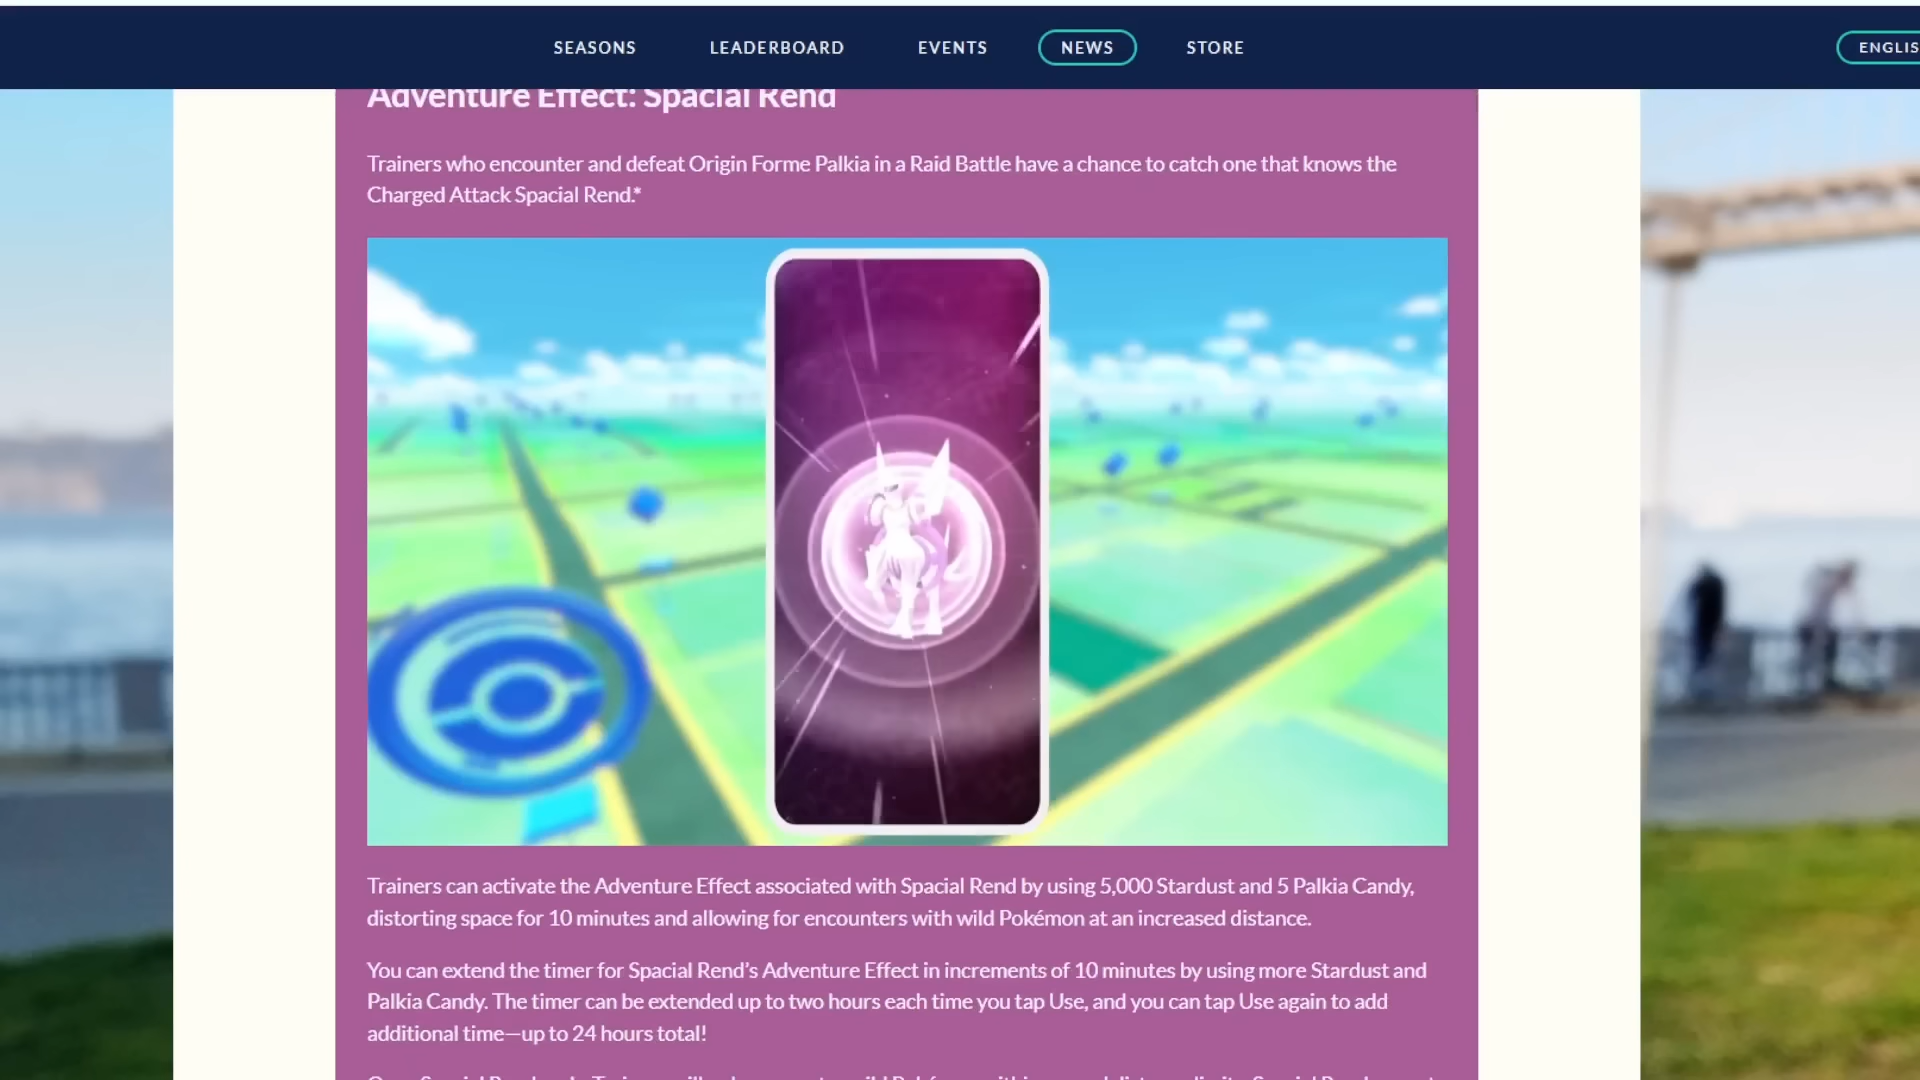 SEASONS LEADERBOARD EVENTS NEWS STORE ENGLIS
Adventure Effect: Spacial Rend
Trainers who encounter and defeat Origin Forme Palkia in a Raid Battle have a chance to catch one that knows the
Charged Attack Spacial Rend.*
Trainers can activate the Adventure Effect associated with Spacial Rend by using 5,000 Stardust and 5 Palkia Candy,
distorting space for 10 minutes and allowing for encounters with wild Pokémon at an increased distance.
You can extend the timer for Spacial Rend’s Adventure Effect in increments of 10 minutes by using more Stardust and
Palkia Candy. The timer can be extended up to two hours each time you tap Use, and you can tap Use again to add
additional time—up to 24 hours total!